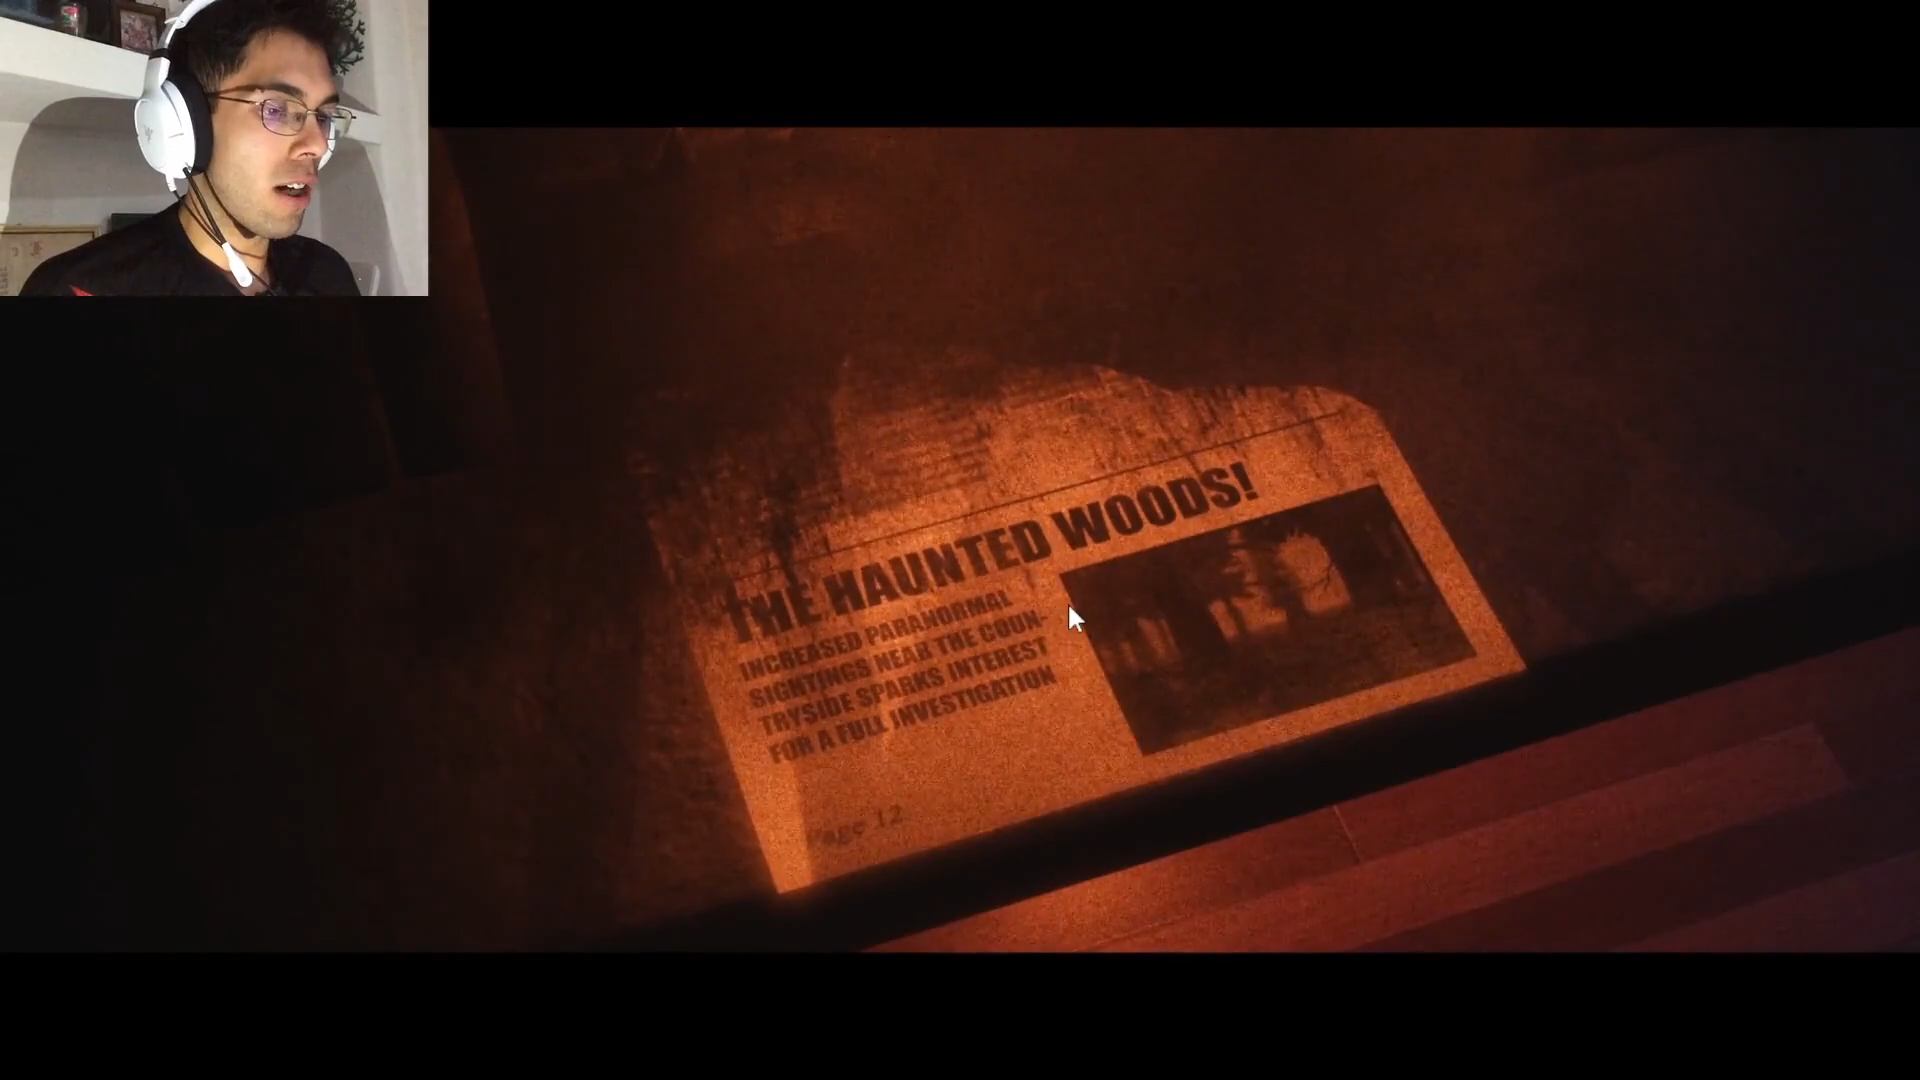 THE HAUNTED WOODS!
INCREASED PARANORMAL
SIGHTINGS NEAR THE COUN-
TRYSIDE SPARKS INTEREST
FOR A FULL INVESTIGATION
Page 12